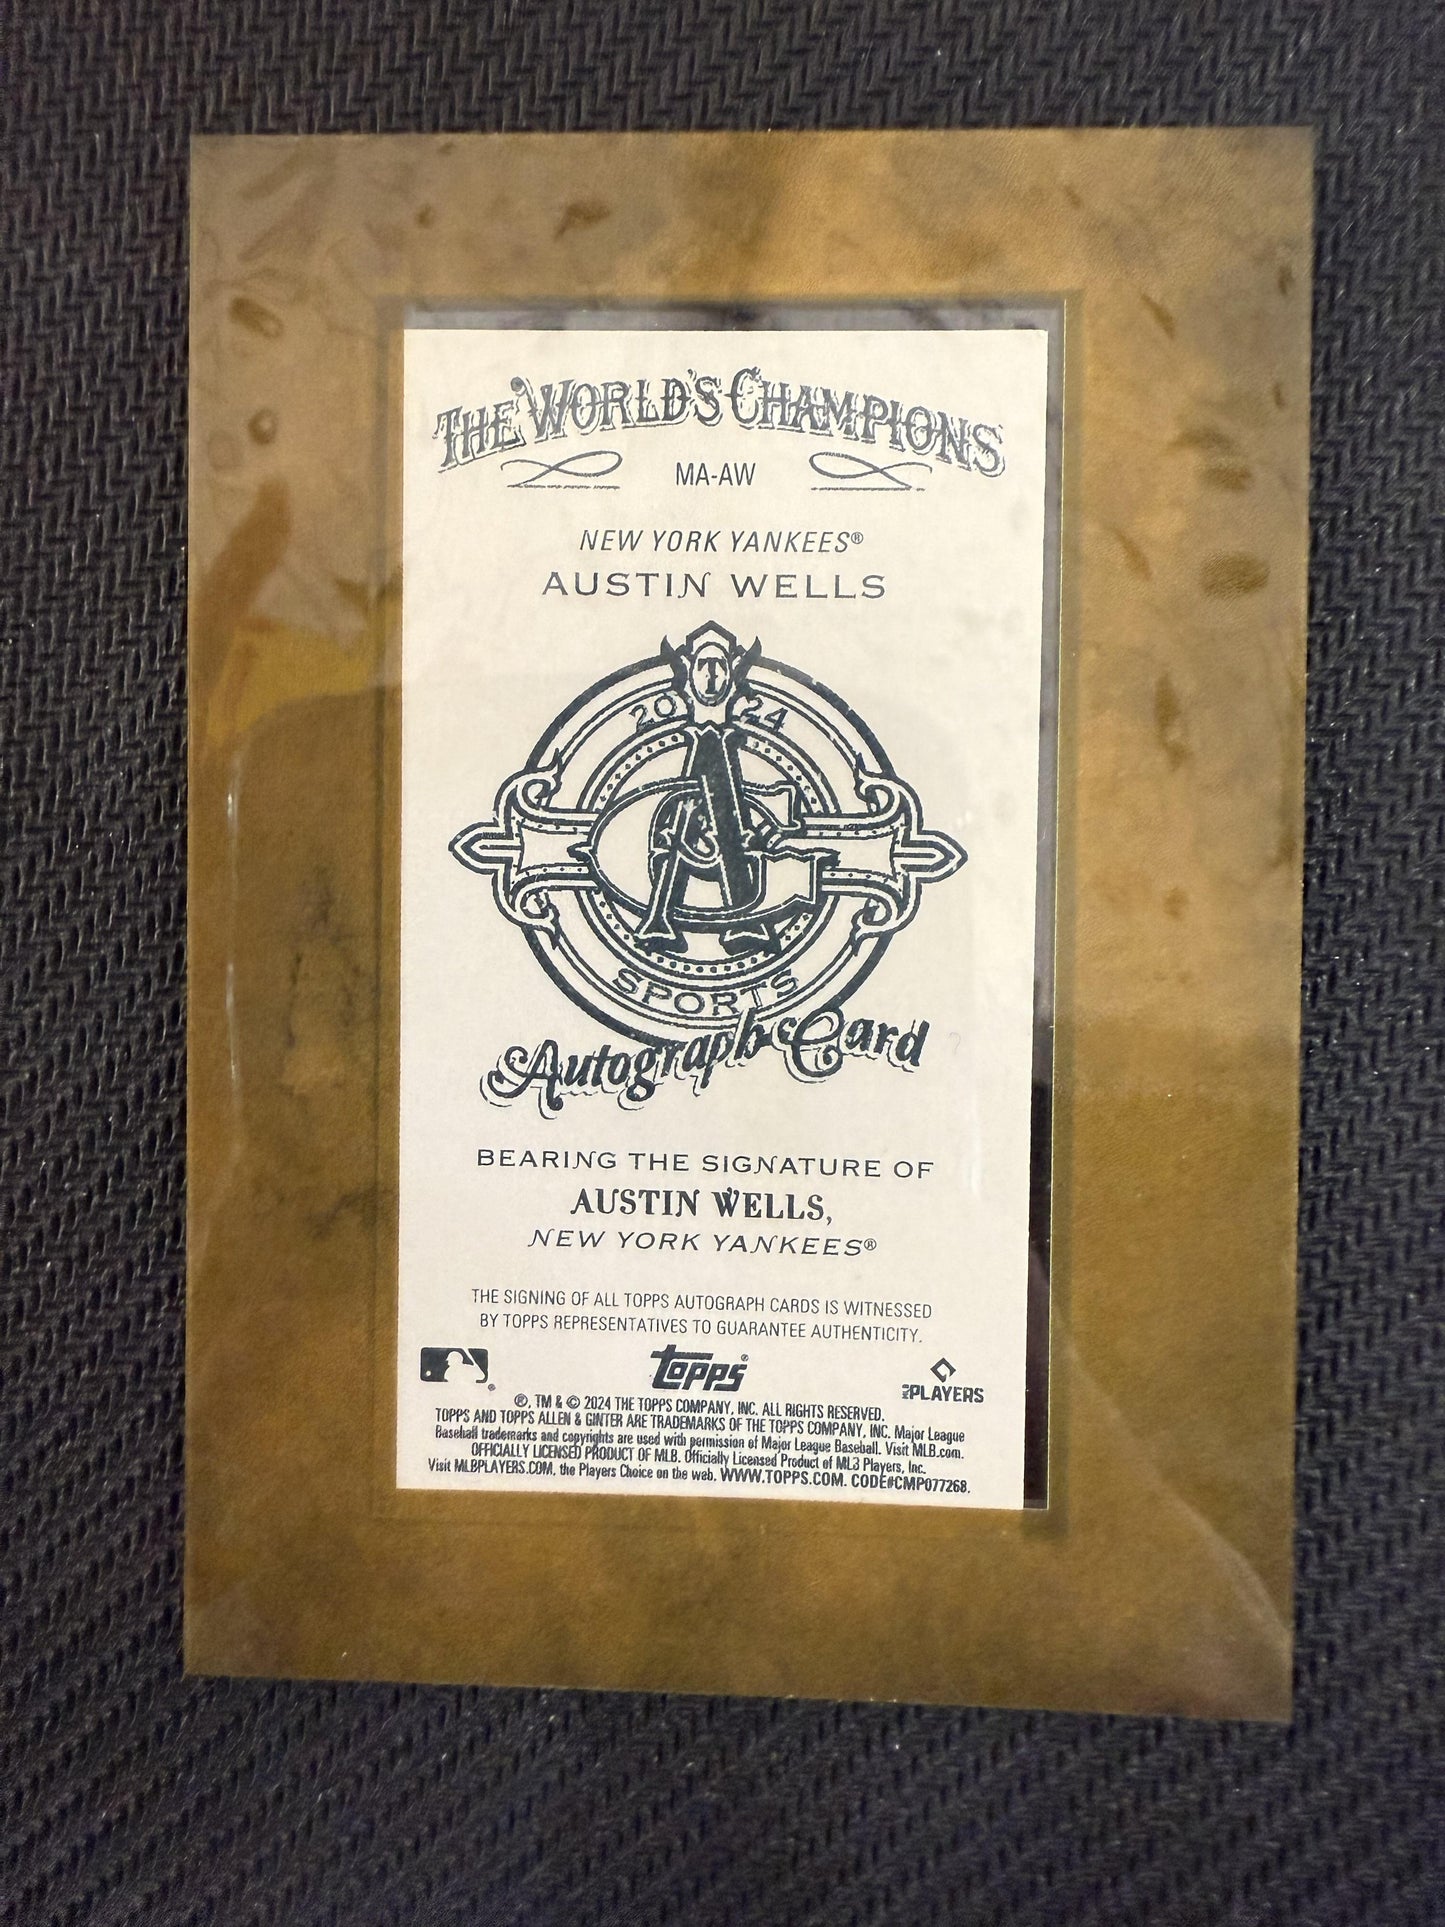 THE WORLD'S CHAMPIONS
MA-AW
NEW YORK YANKEES®
AUSTIN WELLS
T
2024
A&G
SPORTS
Autograph Card
BEARING THE SIGNATURE OF
AUSTIN WELLS,
NEW YORK YANKEES®
THE SIGNING OF ALL TOPPS AUTOGRAPH CARDS IS WITNESSED
BY TOPPS REPRESENTATIVES TO GUARANTEE AUTHENTICITY.
topps®
MLB PLAYERS
®, TM & © 2024 THE TOPPS COMPANY, INC. ALL RIGHTS RESERVED.
TOPPS AND TOPPS ALLEN & GINTER ARE TRADEMARKS OF THE TOPPS COMPANY, INC. Major League
Baseball trademarks and copyrights are used with permission of Major League Baseball. Visit MLB.com.
OFFICIALLY LICENSED PRODUCT OF MLB. Officially Licensed Product of MLB Players, Inc.
Visit MLBPLAYERS.COM, the Players Choice on the web. WWW.TOPPS.COM. CODE#CMP077268.